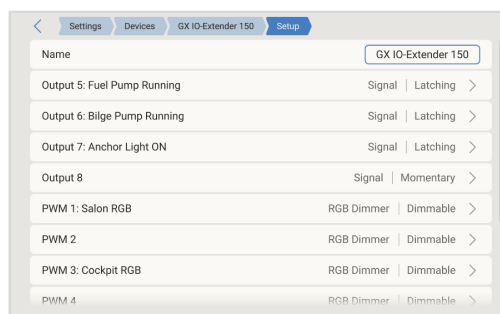 Settings Devices GX IO-Extender 150 Setup
Name GX IO-Extender 150
Output 5: Fuel Pump Running Signal | Latching
Output 6: Bilge Pump Running Signal | Latching
Output 7: Anchor Light ON Signal | Latching
Output 8 Signal | Momentary
PWM 1: Salon RGB RGB Dimmer | Dimmable
PWM 2 RGB Dimmer | Dimmable
PWM 3: Cockpit RGB RGB Dimmer | Dimmable
PWM 4 RGB Dimmer | Dimmable